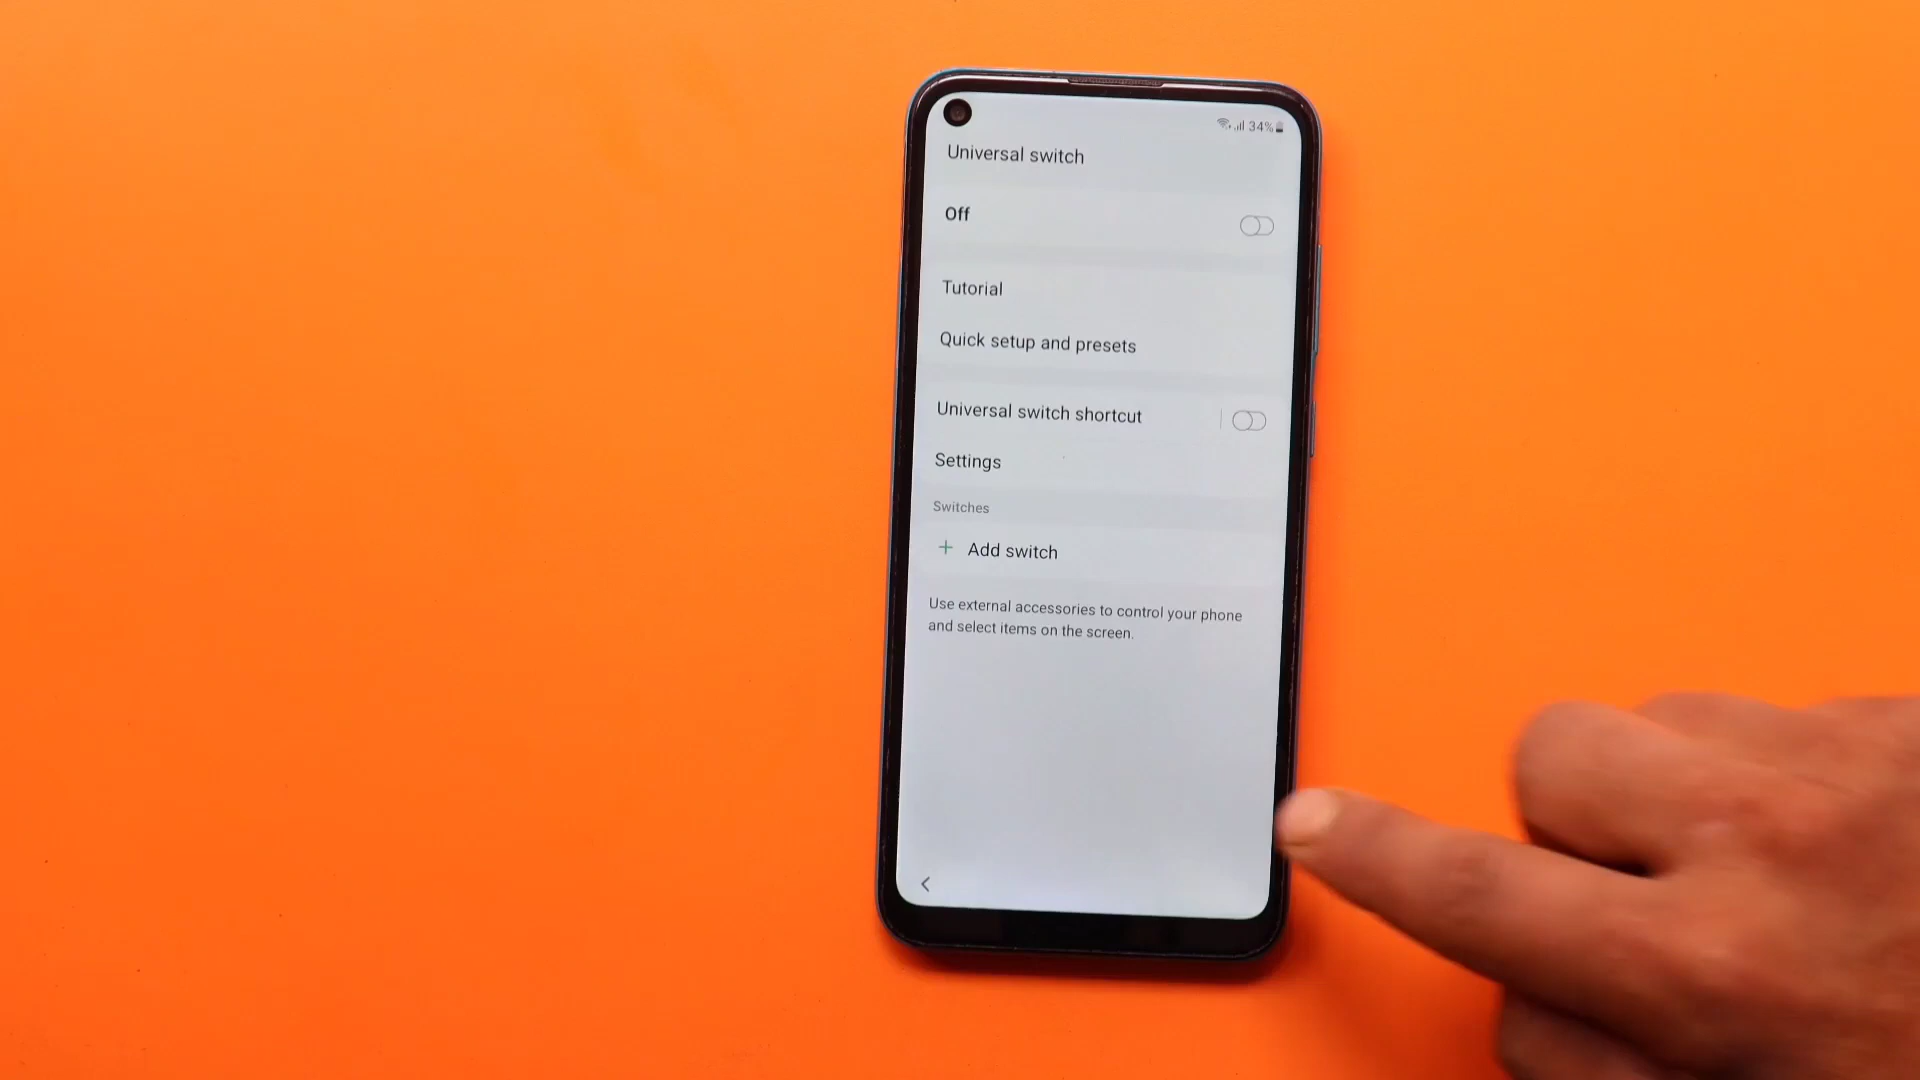 34%
Universal switch
Off
Tutorial
Quick setup and presets
Universal switch shortcut
Settings
Switches
+ Add switch
Use external accessories to control your phone
and select items on the screen.